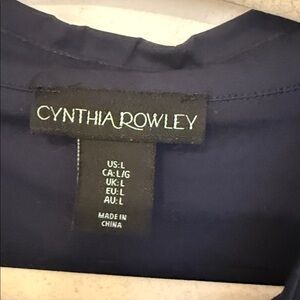 CYNTHIA ROWLEY
US:L
CA:L/G
UK:L
EU:L
AU:L
MADE IN
CHINA